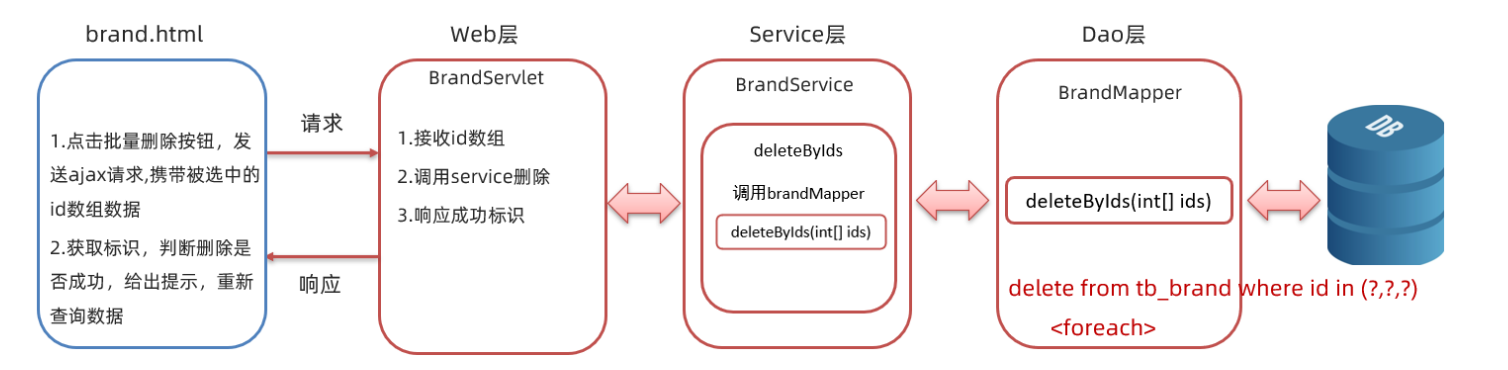 brand.html
1.点击批量删除按钮，发
送ajax请求,携带被选中的
id数组数据
2.获取标识，判断删除是
否成功，给出提示，重新
查询数据
请求
响应
Web层
BrandServlet
1.接收id数组
2.调用service删除
3.响应成功标识
Service层
BrandService
deleteByIds
调用brandMapper
deleteByIds(int[] ids)
Dao层
BrandMapper
deleteByIds(int[] ids)
delete from tb_brand where id in (?,?,?)
<foreach>
DB